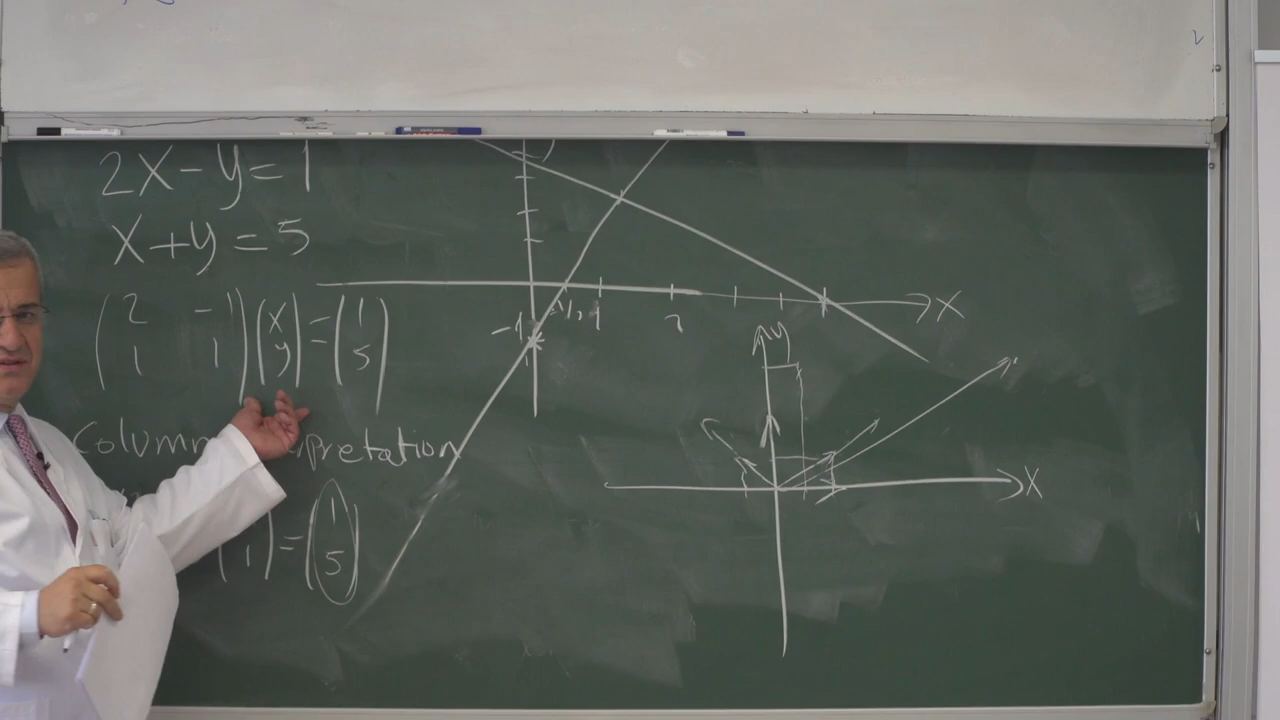 2x - y = 1
x + y = 5
(2 -1
1 1) (x
y) = (1
5)
Column pretation
1) = (1
5)
y
-1 1/2 1 2 x
y
x